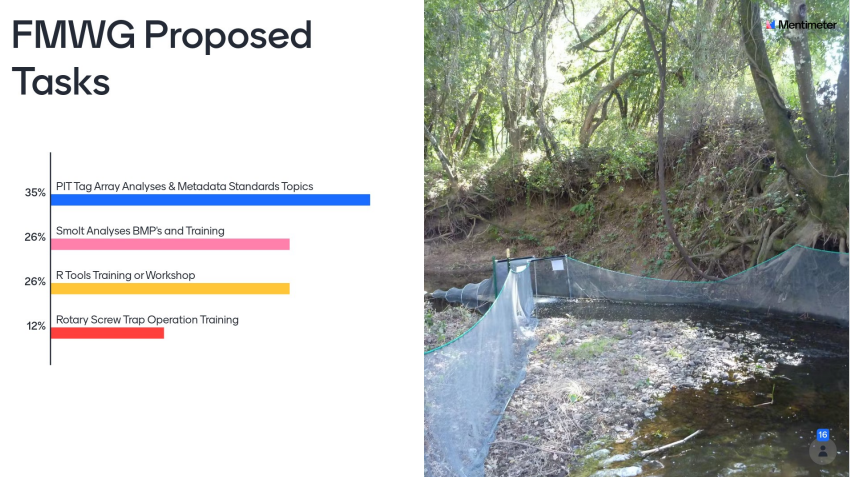 FMWG Proposed
Tasks
Mentimeter
35%
PIT Tag Array Analyses & Metadata Standards Topics
26%
Smolt Analyses BMP's and Training
26%
R Tools Training or Workshop
12%
Rotary Screw Trap Operation Training
16